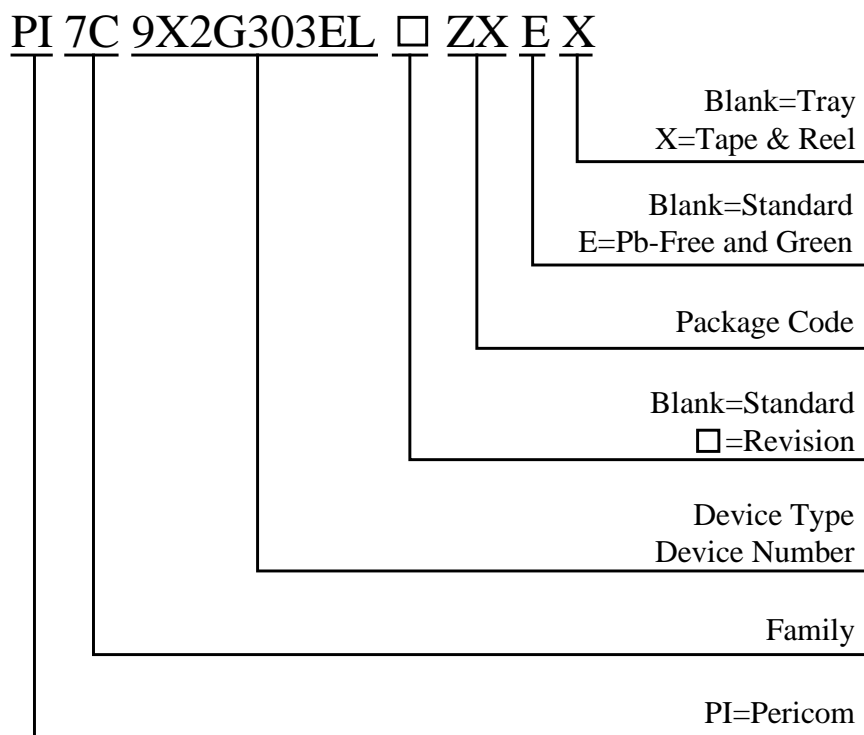 PI 7C 9X2G303EL □ ZX E X
Blank=Tray
X=Tape & Reel
Blank=Standard
E=Pb-Free and Green
Package Code
Blank=Standard
□=Revision
Device Type
Device Number
Family
PI=Pericom